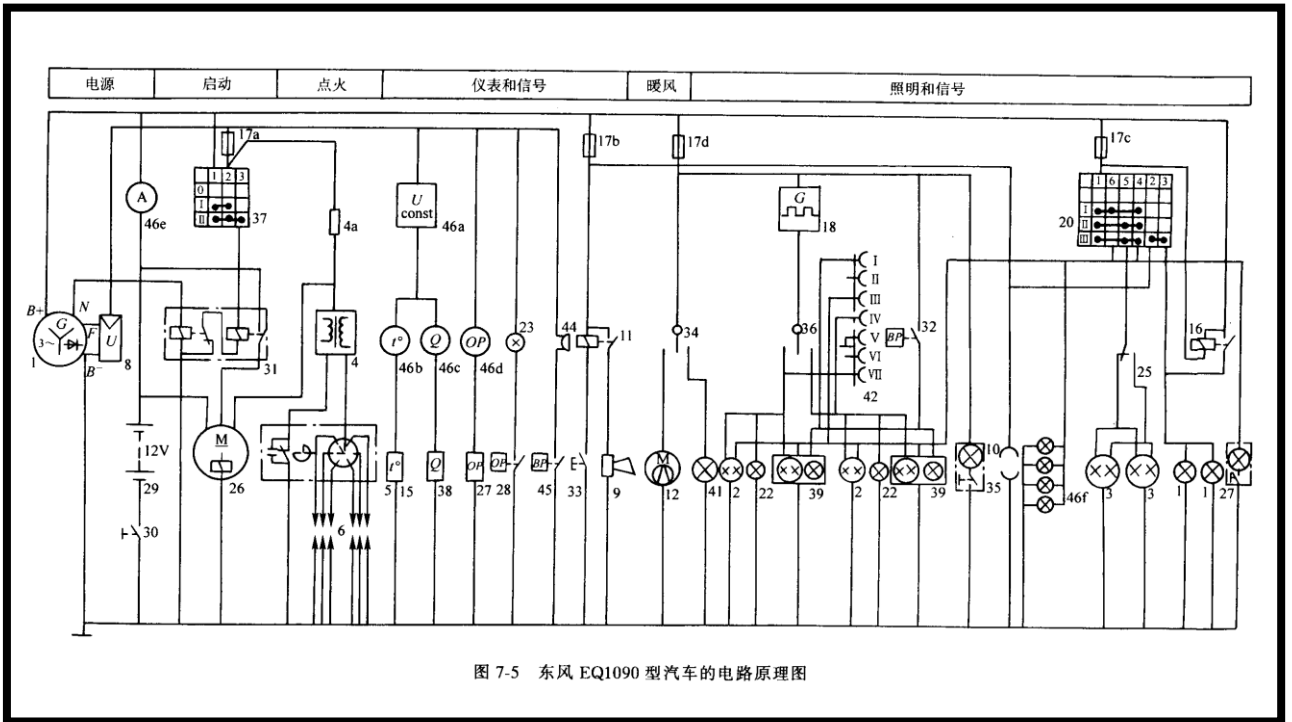 电源 启动 点火 仪表和信号 暖风 照明和信号
17a 17b 17d 17c
1 2 3
0
I
II
37
A
46e
4a
U
const
46a
G
18
1 6 5 4 2 3
I
II
III
20
I
II
III
IV
V
VI
VII
42
B+
N
G
3~
F
U
B-
1
8
31
4
t°
46b
Q
46c
OP
46d
23
44
11
34
36
BP
32
16
25
12V
29
30
M
26
6
t°
5 15
Q
38
OP
27
OP
28
BP
45
33
9
M
12
41
2
22
39
2
22
39
10
35
46f
3
3
1
1
27
图 7-5 东风 EQ1090 型汽车的电路原理图